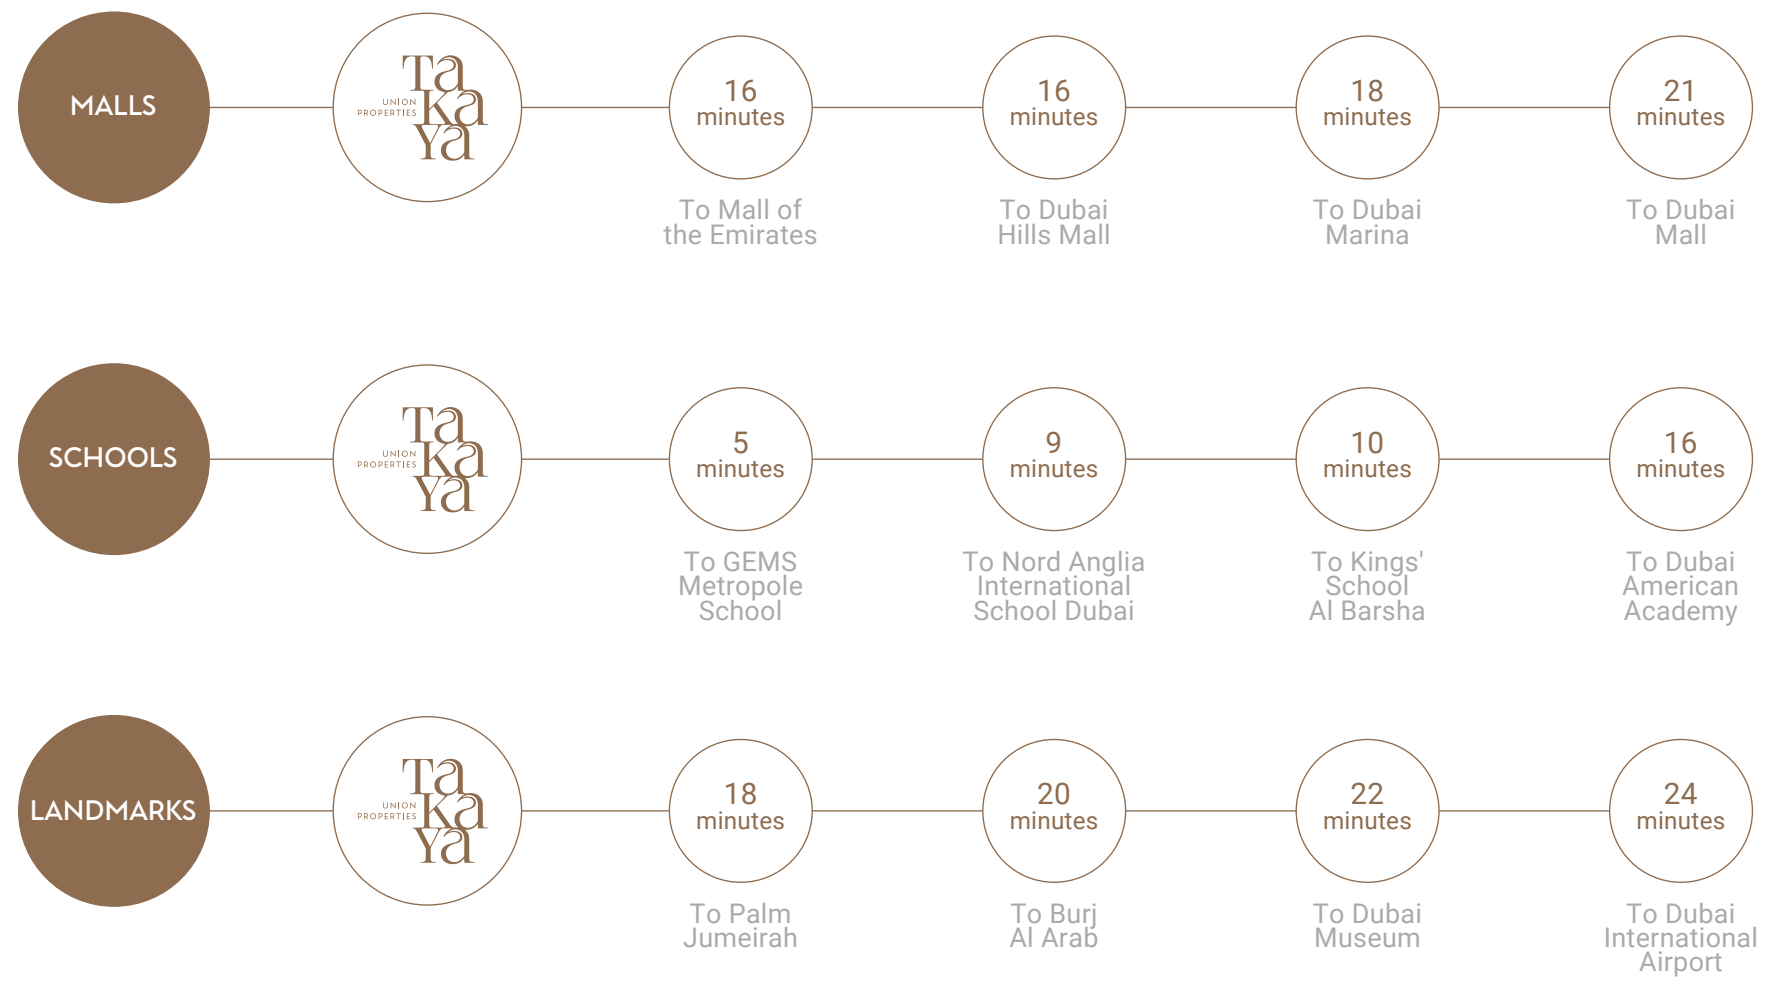 MALLS
Ta
UNION
PROPERTIES
Ka
Ya
16
minutes
To Mall of
the Emirates
16
minutes
To Dubai
Hills Mall
18
minutes
To Dubai
Marina
21
minutes
To Dubai
Mall
SCHOOLS
Ta
UNION
PROPERTIES
Ka
Ya
5
minutes
To GEMS
Metropole
School
9
minutes
To Nord Anglia
International
School Dubai
10
minutes
To Kings'
School
Al Barsha
16
minutes
To Dubai
American
Academy
LANDMARKS
Ta
UNION
PROPERTIES
Ka
Ya
18
minutes
To Palm
Jumeirah
20
minutes
To Burj
Al Arab
22
minutes
To Dubai
Museum
24
minutes
To Dubai
International
Airport